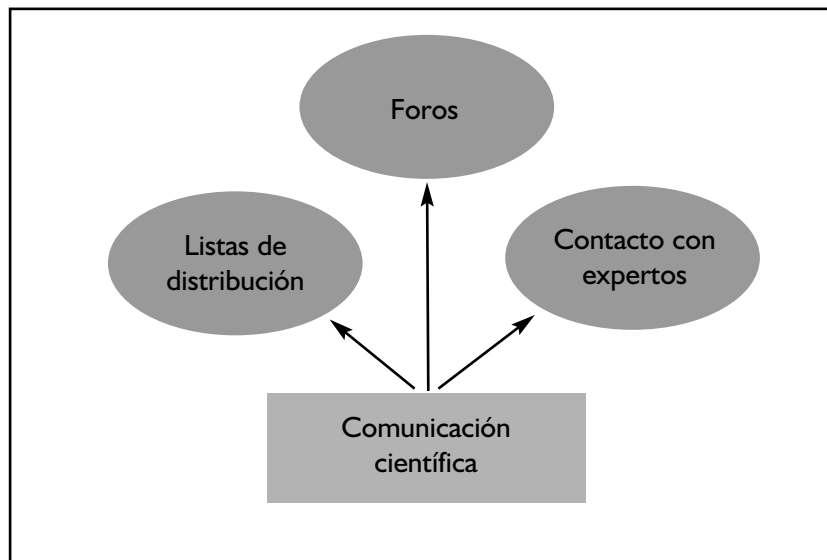 Foros
Listas de
distribución
Contacto con
expertos
Comunicación
científica